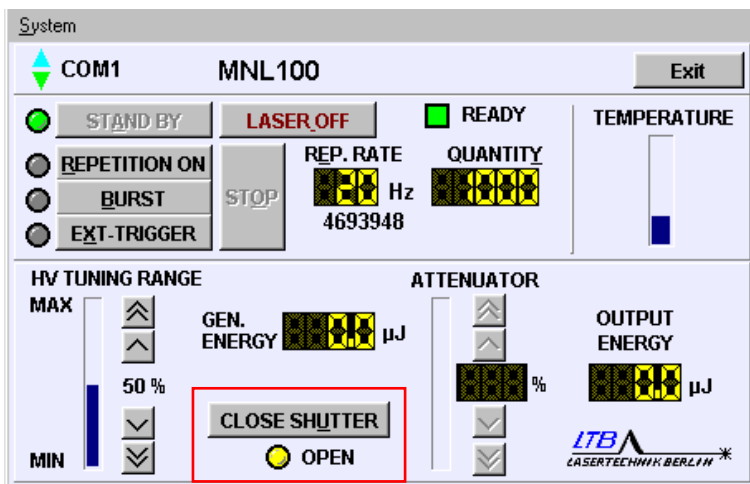 System
COM1 MNL100 Exit
STAND BY LASER OFF READY TEMPERATURE
REPETITION ON REP. RATE QUANTITY
BURST STOP 20 Hz 1000
EXT-TRIGGER 4693948
HV TUNING RANGE ATTENUATOR
MAX
GEN. ENERGY 0.0 µJ
OUTPUT ENERGY 0.0 µJ
50 %
%
CLOSE SHUTTER
OPEN
MIN
LTB
LASERTECHNIK BERLIN